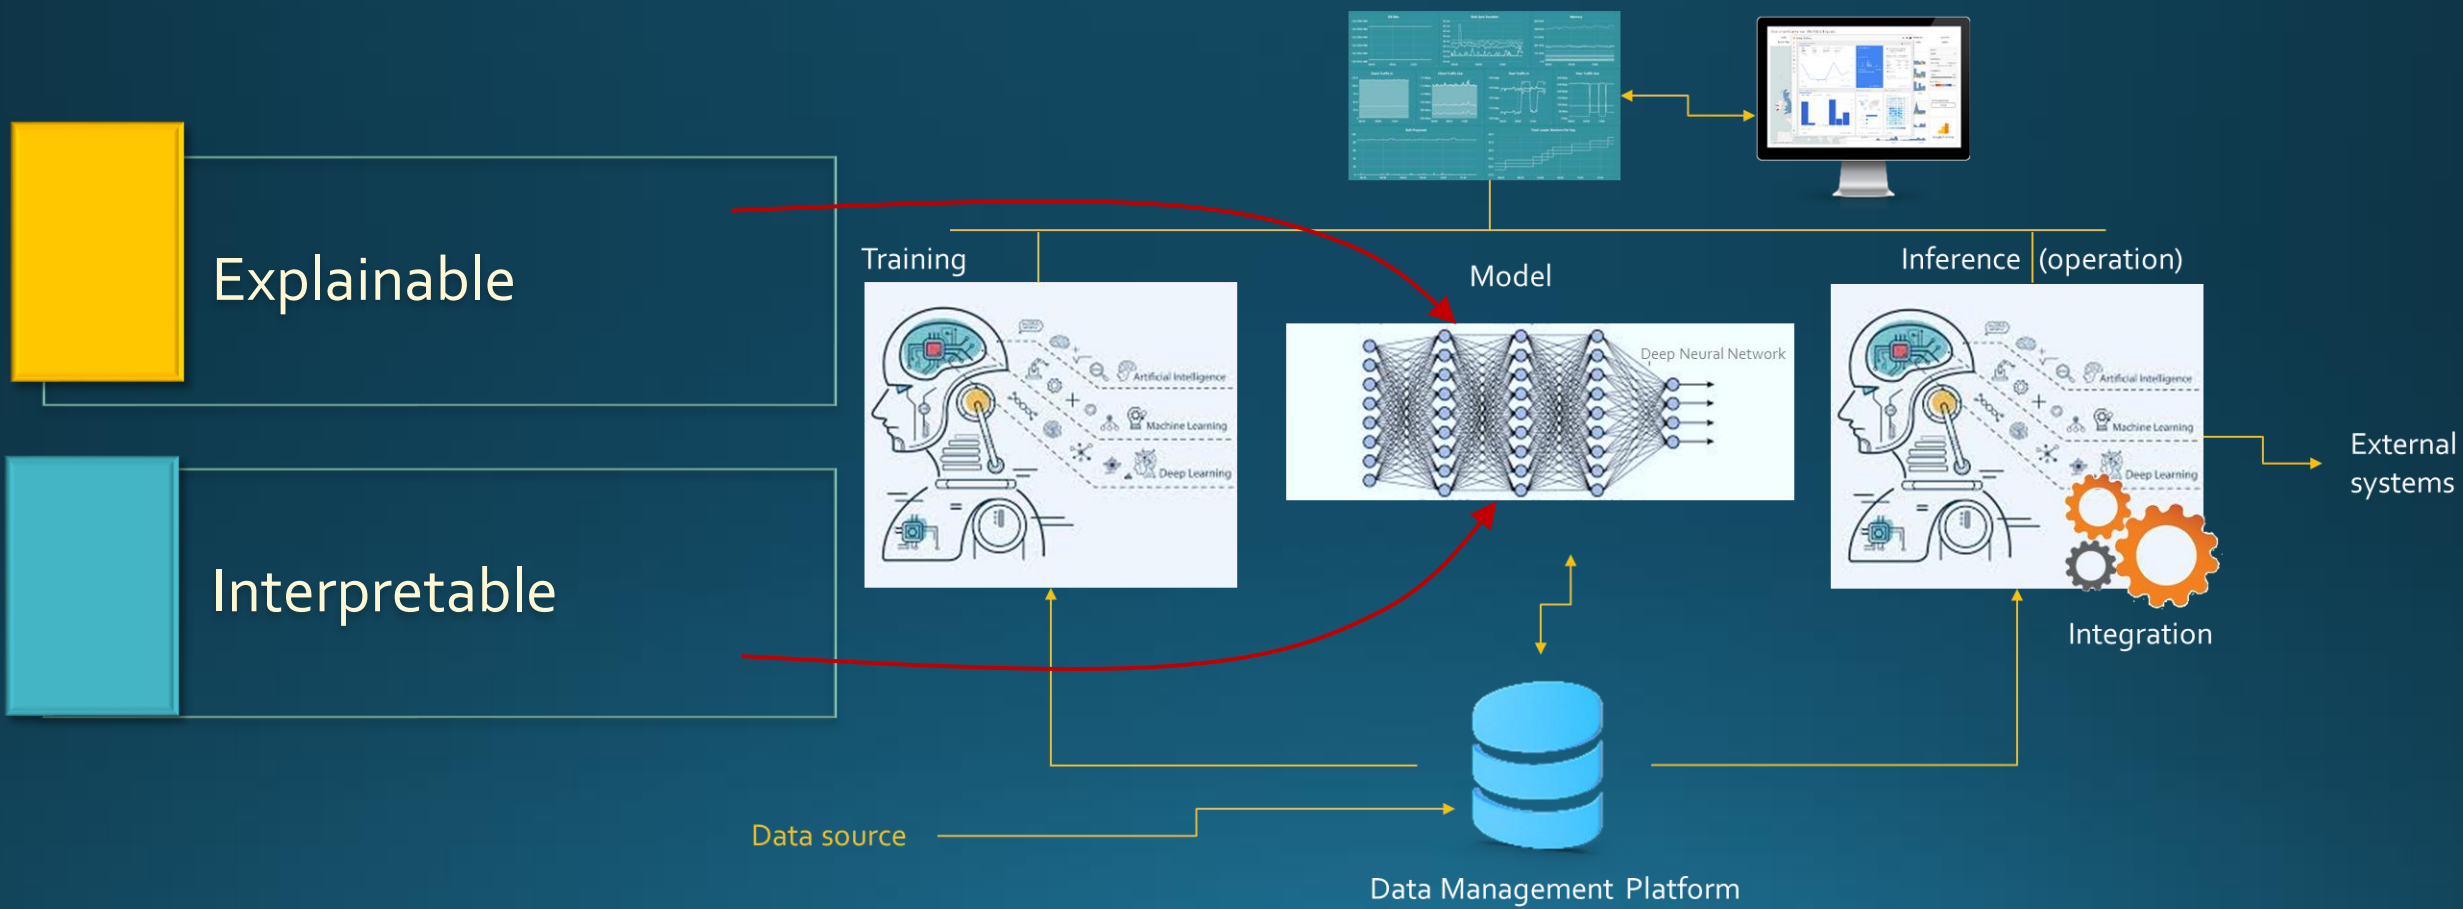 Explainable
Interpretable
Training
Model
Inference (operation)
Artificial Intelligence
Machine Learning
Deep Learning
Deep Neural Network
Artificial Intelligence
Machine Learning
Deep Learning
External
systems
Integration
Data source
Data Management Platform